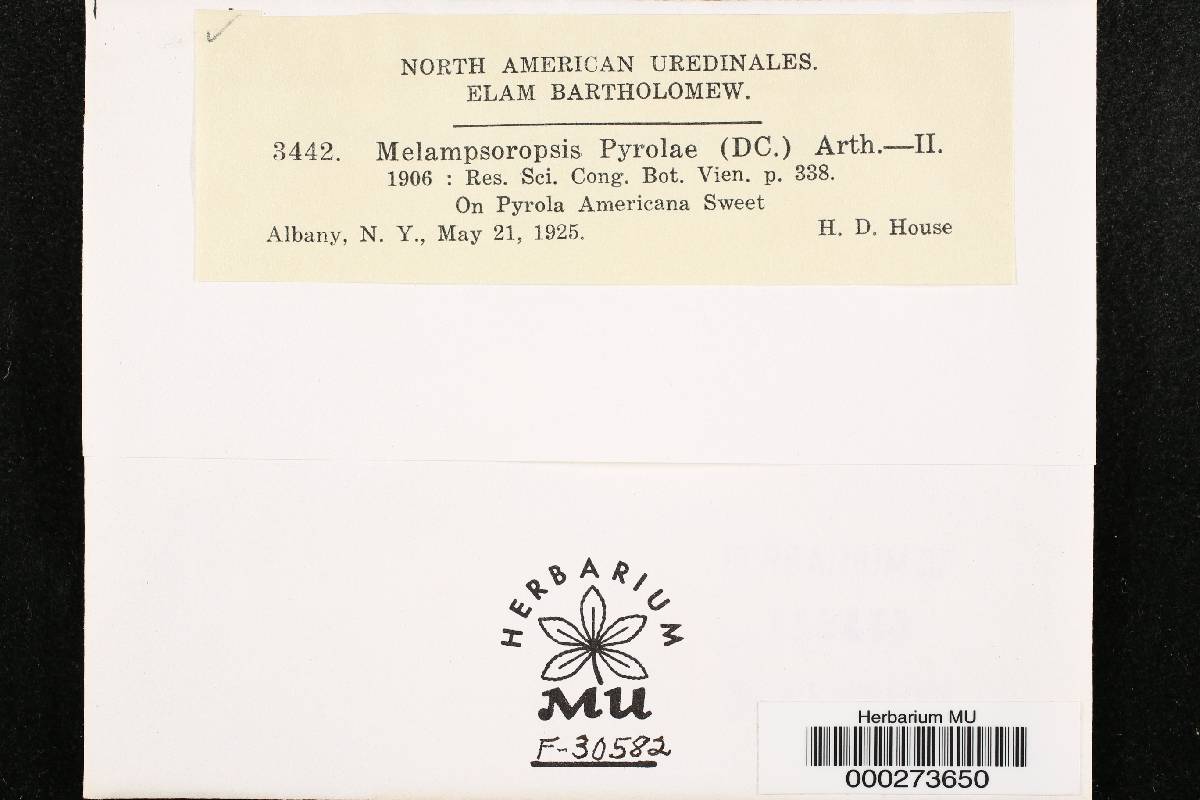 NORTH AMERICAN UREDINALES.
ELAM BARTHOLOMEW.
3442. Melampsoropsis Pyrolae (DC.) Arth.—II.
1906 : Res. Sci. Cong. Bot. Vien. p. 338.
On Pyrola Americana Sweet
Albany, N. Y., May 21, 1925. H. D. House
HERBARIUM
MU
F-30582
Herbarium MU
000273650